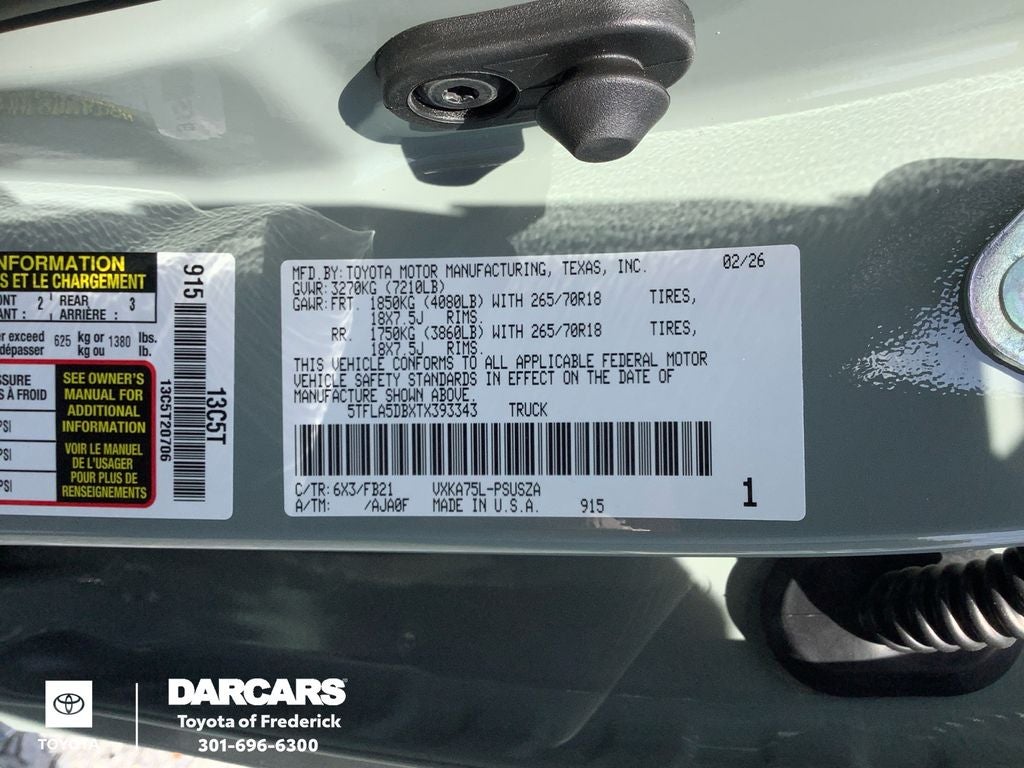 NFORMATION
S ET LE CHARGEMENT
ONT 2 REAR 3
ANT ARRIÈRE :
er exceed 625 kg or 1380 lbs.
dépasser kg ou lb.
SSURE
S À FROID
PSI
PSI
PSI
SEE OWNER'S
MANUAL FOR
ADDITIONAL
INFORMATION
VOIR LE MANUEL
DE L'USAGER
POUR PLUS DE
RENSEIGNEMENTS
915
13C5T
13C5T20706
MFD.BY:TOYOTA MOTOR MANUFACTURING, TEXAS, INC. 02/26
GVWR:3270KG (7210LB)
GAWR:FRT. 1850KG (4080LB) WITH 265/70R18 TIRES,
18X7.5J RIMS.
RR. 1750KG (3860LB) WITH 265/70R18 TIRES,
18X7.5J RIMS.
THIS VEHICLE CONFORMS TO ALL APPLICABLE FEDERAL MOTOR
VEHICLE SAFETY STANDARDS IN EFFECT ON THE DATE OF
MANUFACTURE SHOWN ABOVE.
5TFLA5DBXTX393343 TRUCK
C/TR:6X3/FB21 VXKA75L-PSUSZA
A/TM: /AJA0F MADE IN U.S.A. 915 1
TOYOTA
DARCARS
Toyota of Frederick
301-696-6300